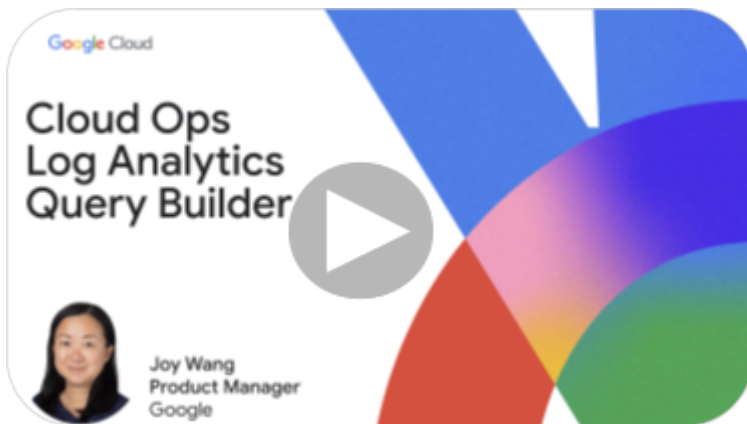 Google Cloud
Cloud Ops
Log Analytics
Query Builder
Joy Wang
Product Manager
Google